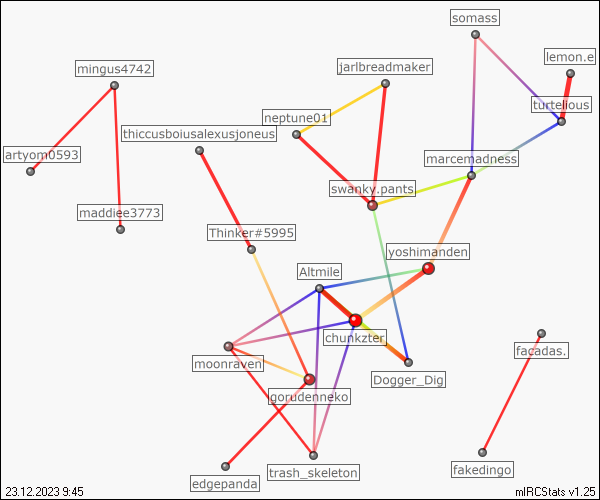 somass
lemon.e
jarlbreadmaker
mingus4742
turtelious
neptune01
thiccusboiusalexusjoneus
artyom0593
marcemadness
swanky.pants
maddiee3773
Thinker#5995
yoshimanden
Altmile
chunkzter
facadas.
moonraven
Dogger_Dig
gorudenneko
fakedingo
trash_skeleton
edgepanda
23.12.2023 9:45
mIRCStats v1.25